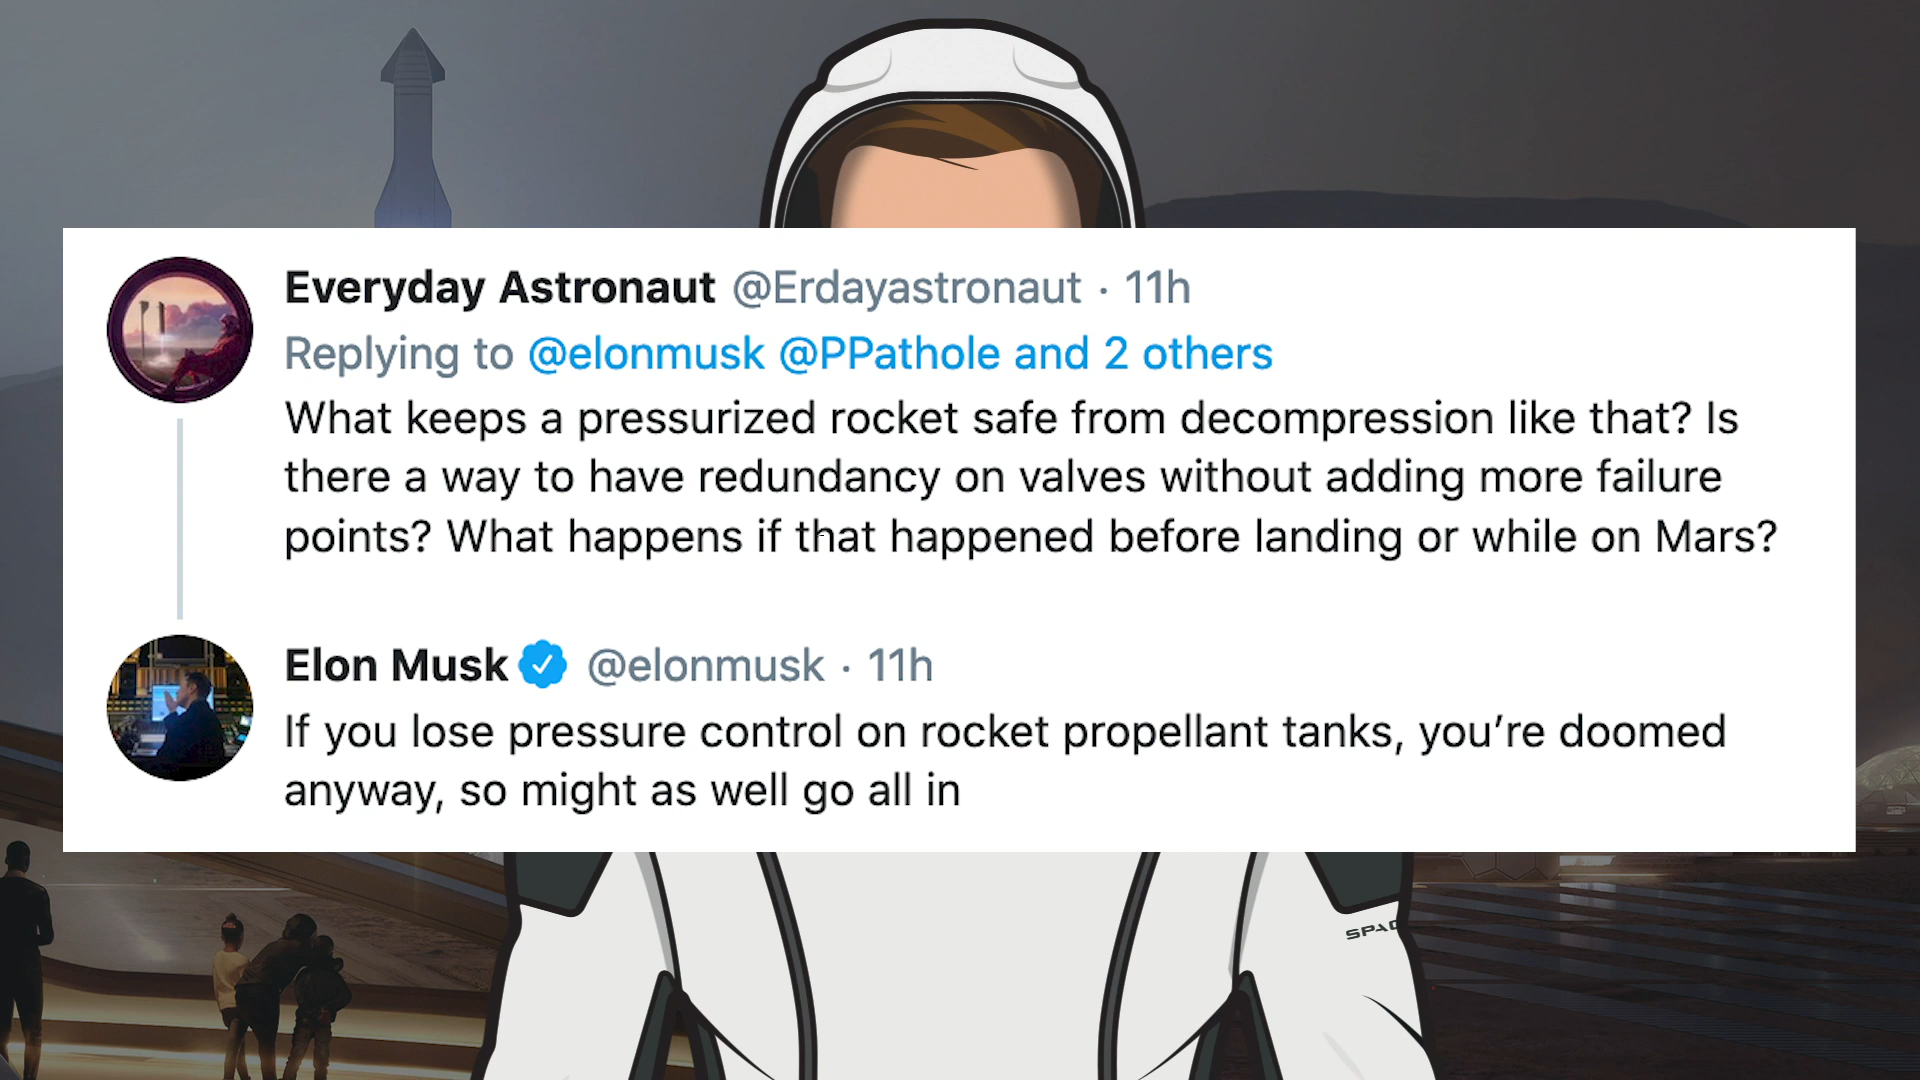 Everyday Astronaut @Erdayastronaut · 11h
Replying to @elonmusk @PPathole and 2 others
What keeps a pressurized rocket safe from decompression like that? Is
there a way to have redundancy on valves without adding more failure
points? What happens if that happened before landing or while on Mars?
Elon Musk @elonmusk · 11h
If you lose pressure control on rocket propellant tanks, you’re doomed
anyway, so might as well go all in
SPAC